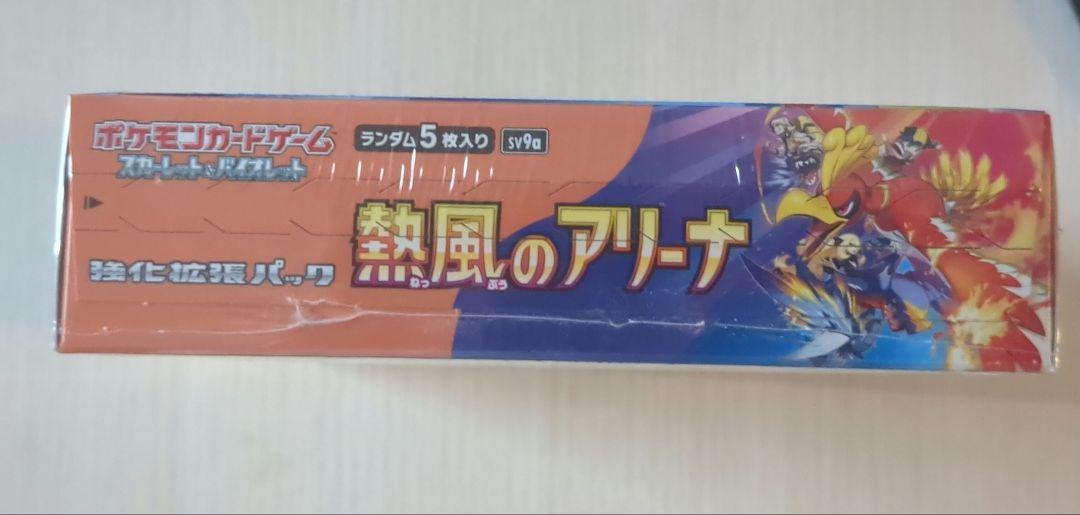 ポケモンカードゲーム
スカーレット&バイオレット
ランダム5枚入り
sv9a
強化拡張パック
熱風のアリーナ
ねっ ぷう